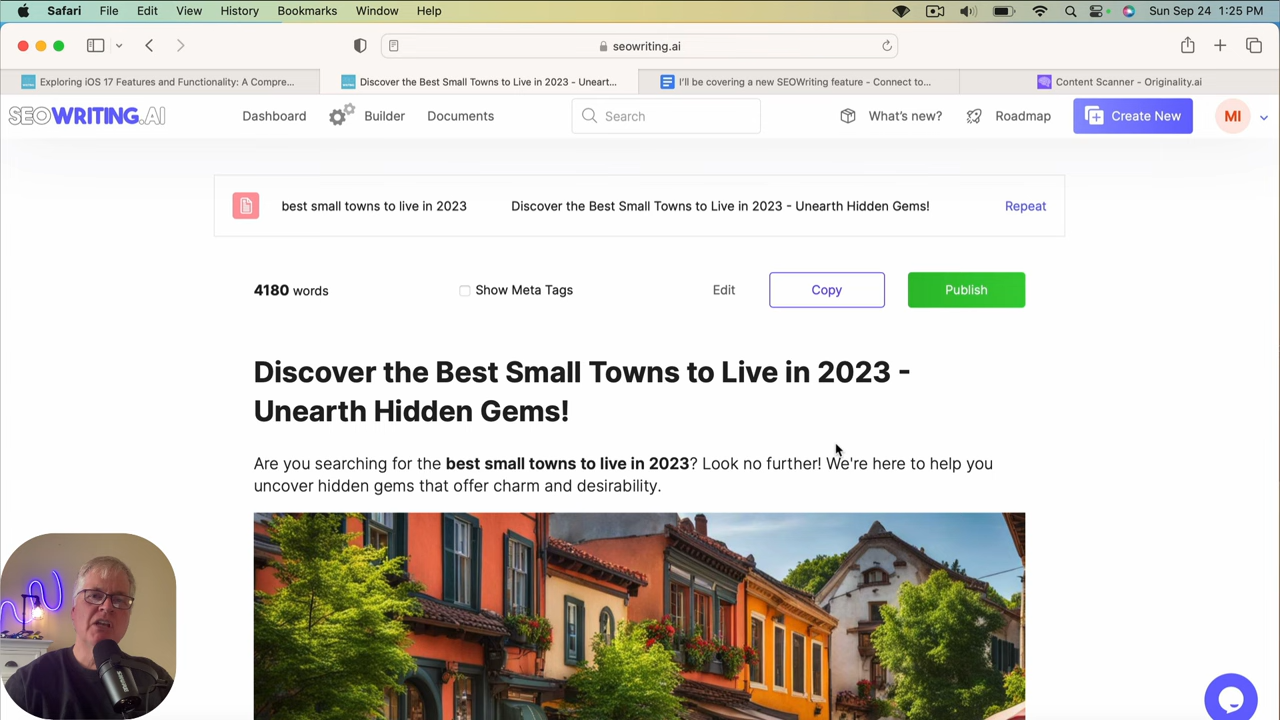 Safari File Edit View History Bookmarks Window Help Sun Sep 24 1:25 PM
seowriting.ai
Exploring iOS 17 Features and Functionality: A Compre... Discover the Best Small Towns to Live in 2023 - Uneart... I'll be covering a new SEOWriting feature - Connect to... Content Scanner - Originality.ai
SEOWRITING.AI Dashboard Builder Documents Search What's new? Roadmap Create New MI
best small towns to live in 2023 Discover the Best Small Towns to Live in 2023 - Unearth Hidden Gems! Repeat
4180 words Show Meta Tags Edit Copy Publish
Discover the Best Small Towns to Live in 2023 -
Unearth Hidden Gems!
Are you searching for the best small towns to live in 2023? Look no further! We're here to help you
uncover hidden gems that offer charm and desirability.